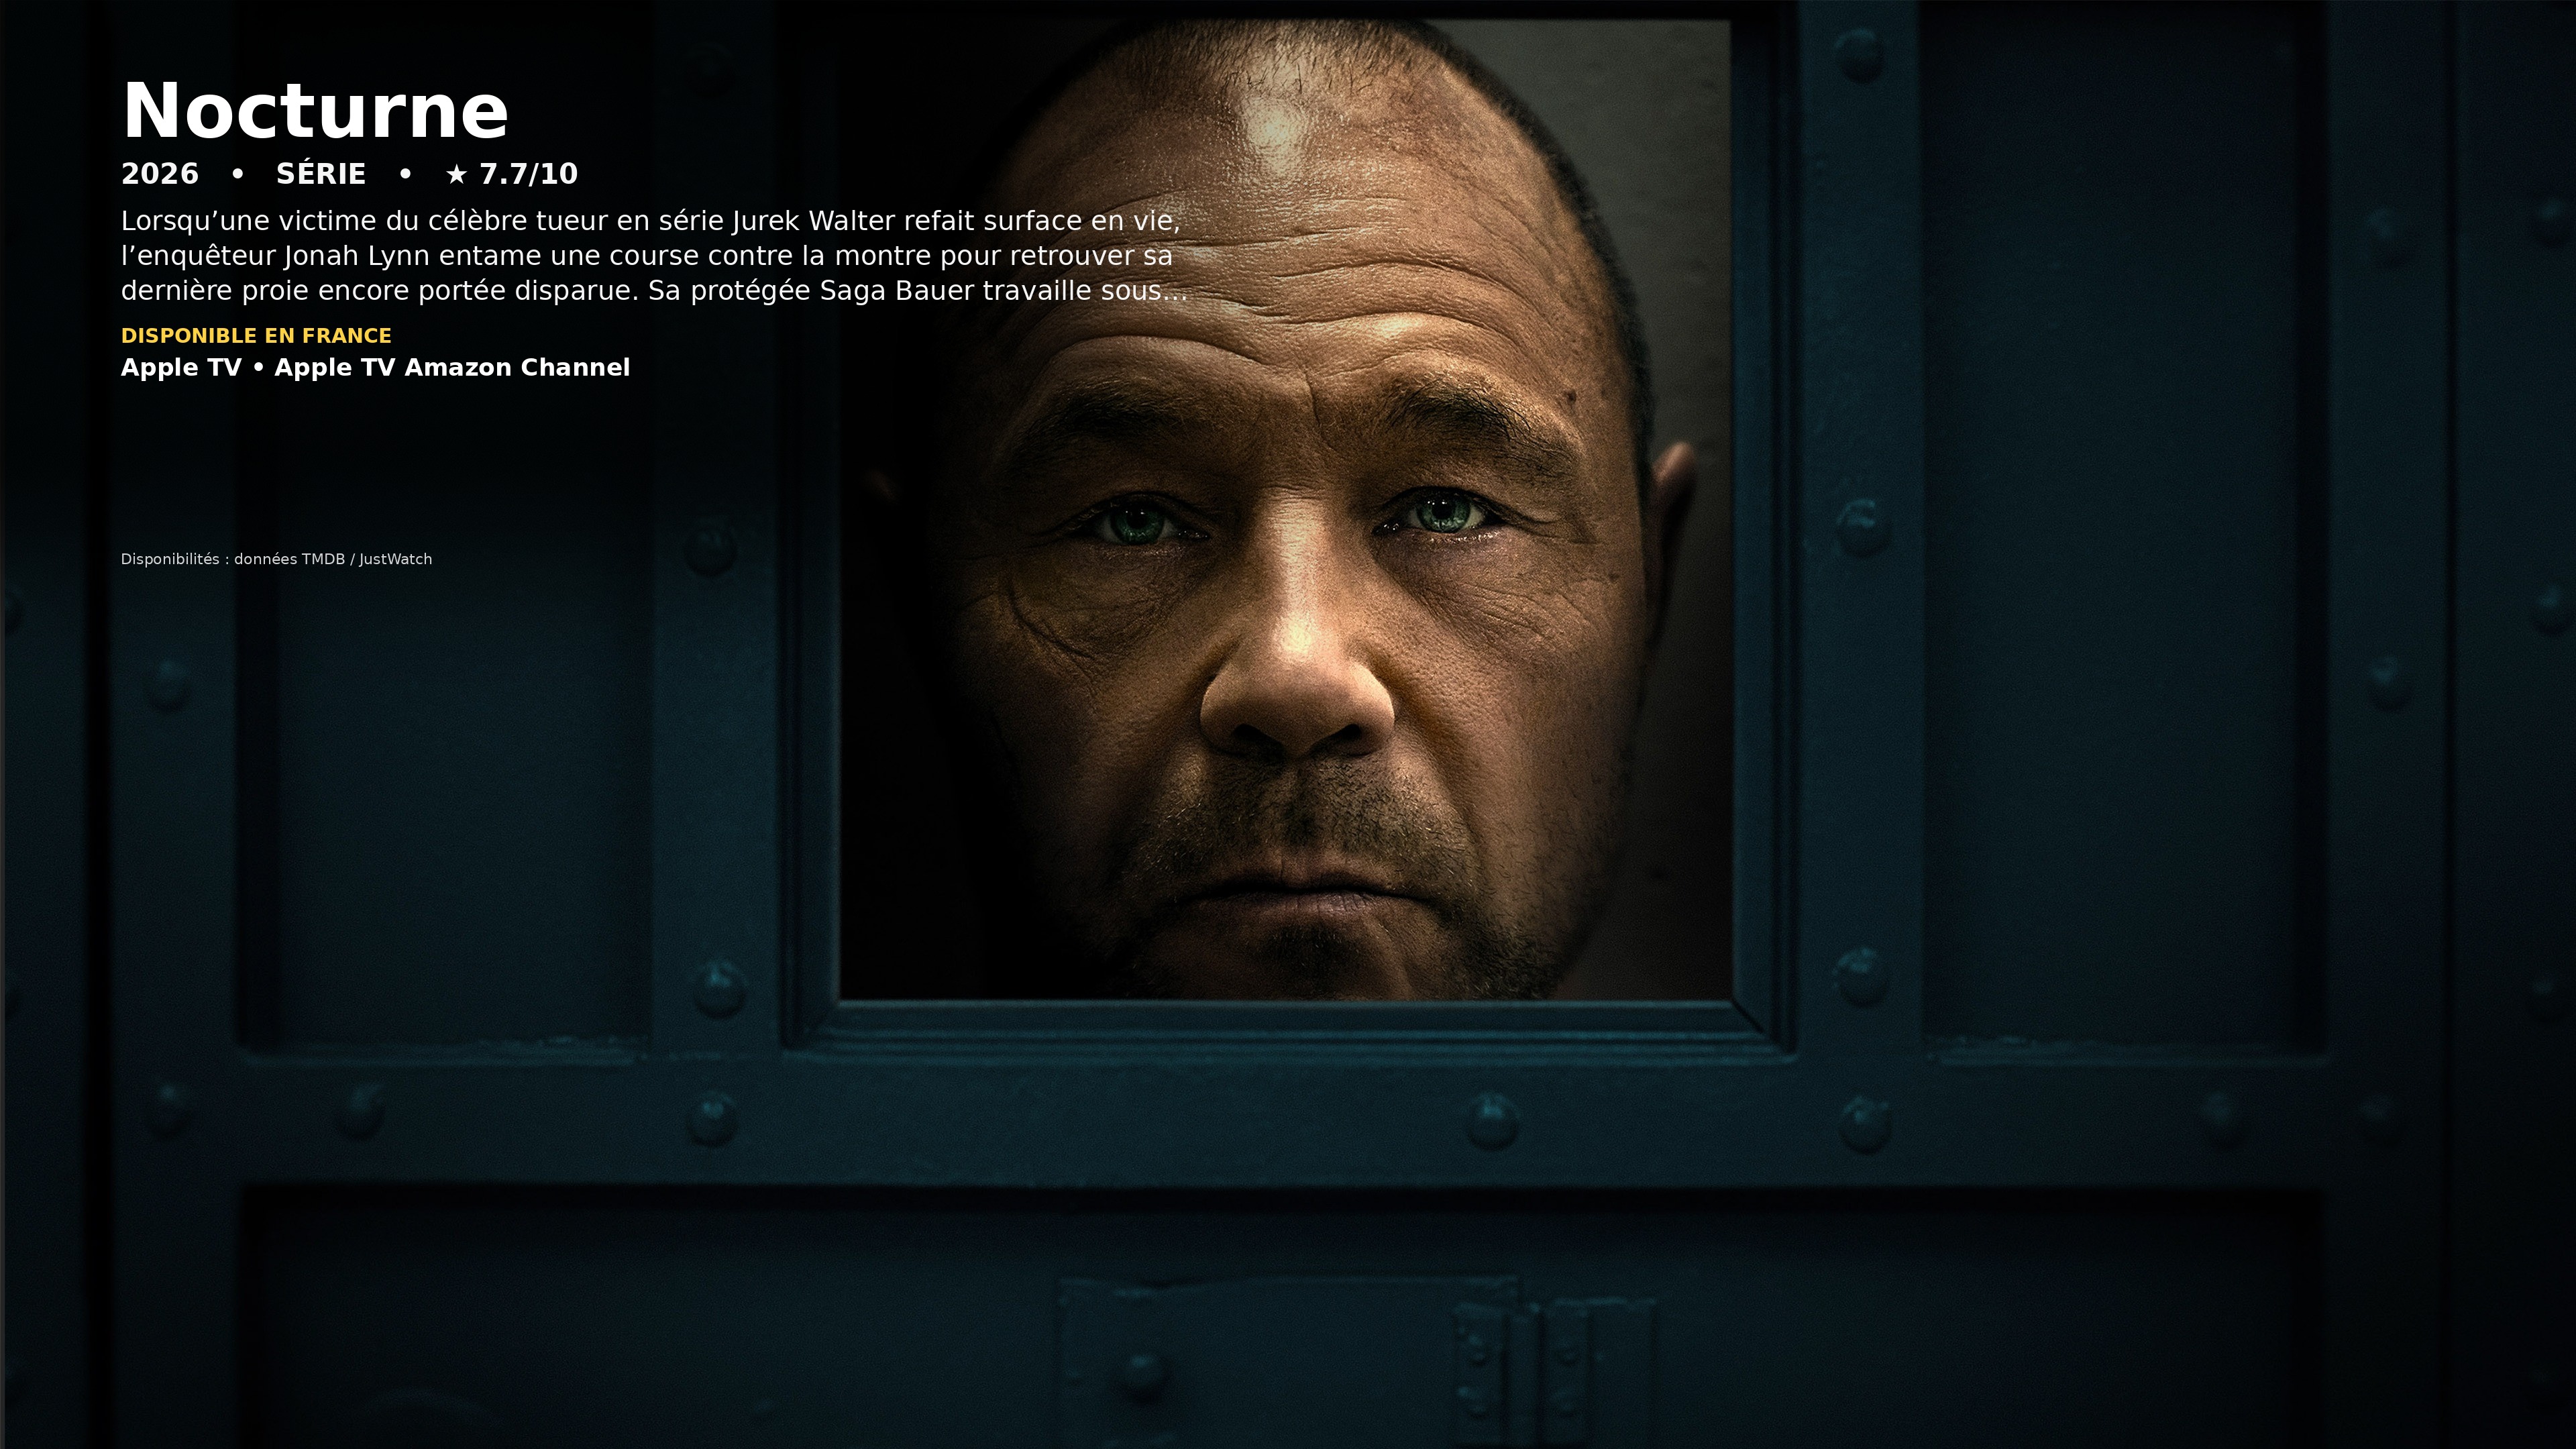 Nocturne
2026 • SÉRIE • ★ 7.7/10
Lorsqu’une victime du célèbre tueur en série Jurek Walter refait surface en vie,
l’enquêteur Jonah Lynn entame une course contre la montre pour retrouver sa
dernière proie encore portée disparue. Sa protégée Saga Bauer travaille sous…
DISPONIBLE EN FRANCE
Apple TV • Apple TV Amazon Channel
Disponibilités : données TMDB / JustWatch